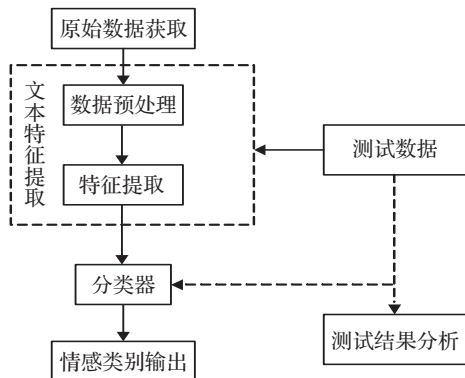 原始数据获取
文本特征提取
数据预处理
特征提取
测试数据
分类器
情感类别输出
测试结果分析